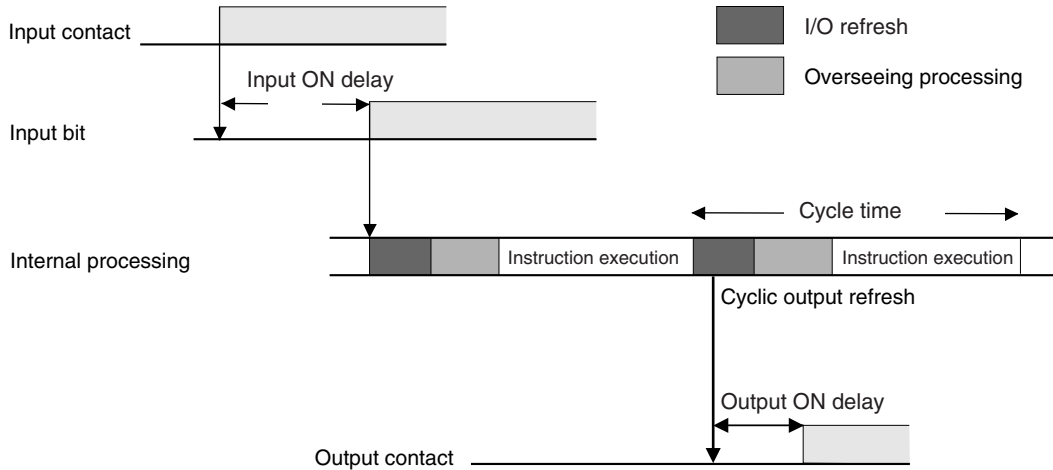 Input contact
I/O refresh
Overseeing processing
Input ON delay
Input bit
Cycle time
Internal processing
Instruction execution
Instruction execution
Cyclic output refresh
Output ON delay
Output contact